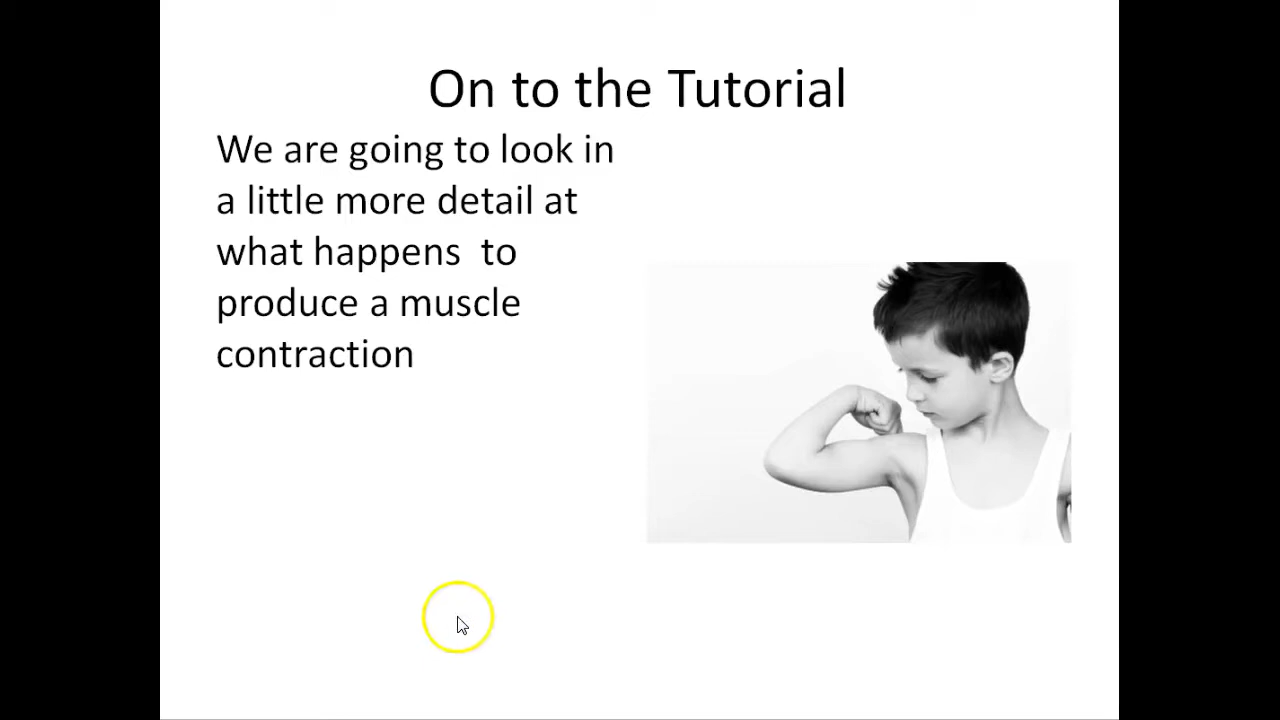 On to the Tutorial
We are going to look in
a little more detail at
what happens  to
produce a muscle
contraction